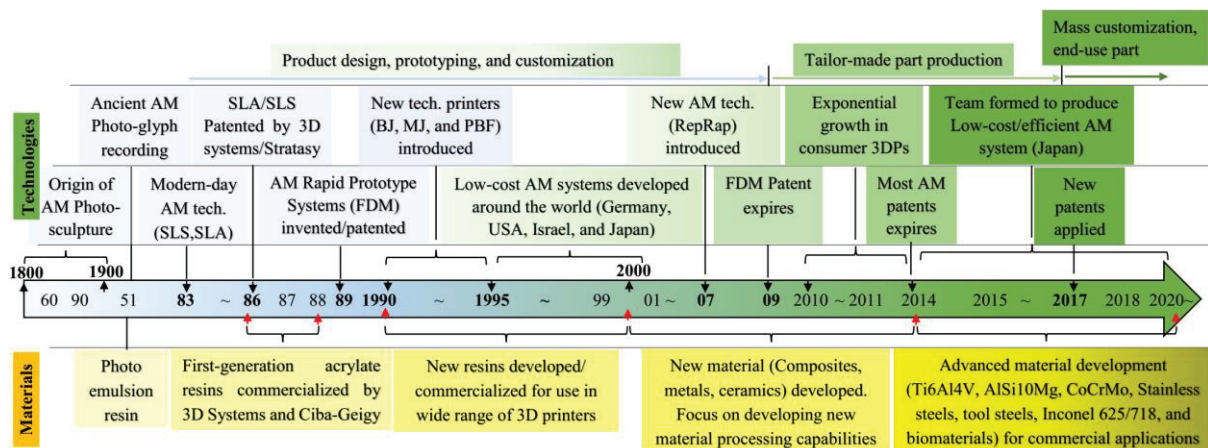 Mass customization,
end-use part
Product design, prototyping, and customization
Tailor-made part production
Technologies
Ancient AM
Photo-glyph
recording
SLA/SLS
Patented by 3D
systems/Stratasy
New tech. printers
(BJ, MJ, and PBF)
introduced
New AM tech.
(RepRap)
introduced
Exponential
growth in
consumer 3DPs
Team formed to produce
Low-cost/efficient AM
system (Japan)
Origin of
AM Photo-
sculpture
Modern-day
AM tech.
(SLS,SLA)
AM Rapid Prototype
Systems (FDM)
invented/patented
Low-cost AM systems developed
around the world (Germany,
USA, Israel, and Japan)
FDM Patent
expires
Most AM
patents
expires
New
patents
applied
1800 1900 2000
60 90 51 83 ~ 86 87 88 89 1990 ~ 1995 ~ 99 01 ~ 07 09 2010 ~ 2011 2014 2015 ~ 2017 2018 2020~
Materials
Photo
emulsion
resin
First-generation acrylate
resins commercialized by
3D Systems and Ciba-Geigy
New resins developed/
commercialized for use in
wide range of 3D printers
New material (Composites,
metals, ceramics) developed.
Focus on developing new
material processing capabilities
Advanced material development
(Ti6Al4V, AlSi10Mg, CoCrMo, Stainless
steels, tool steels, Inconel 625/718, and
biomaterials) for commercial applications